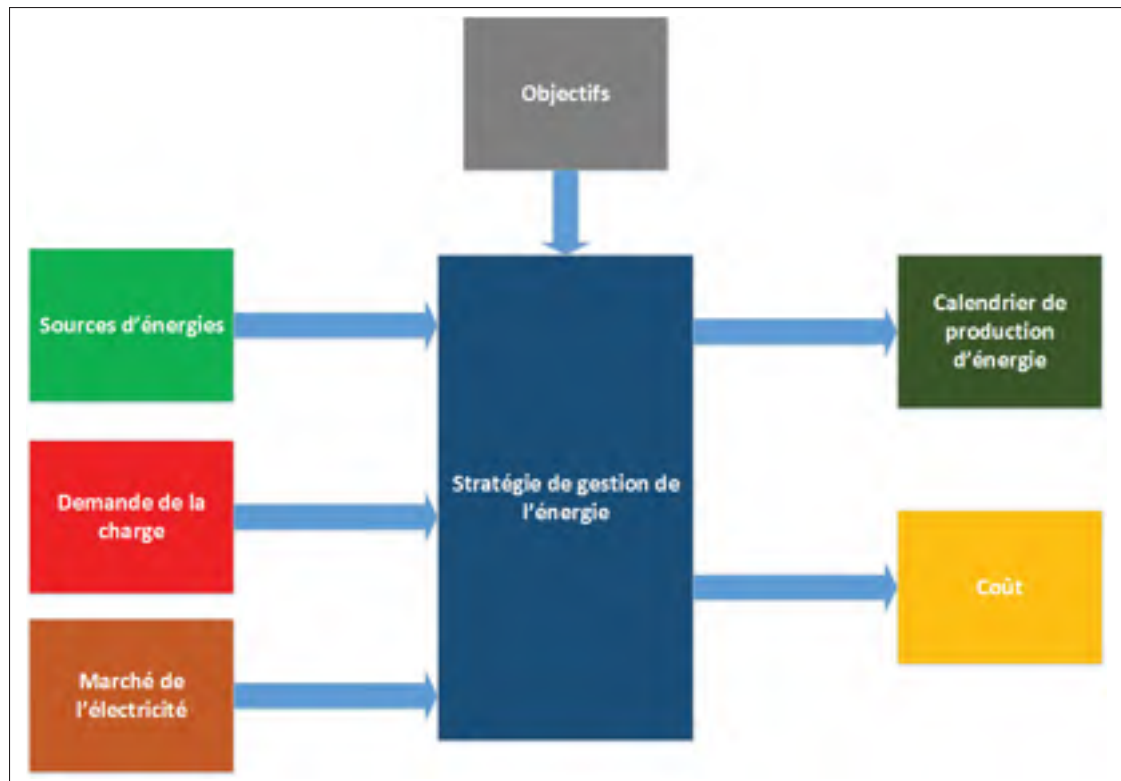 Objectifs
Sources d'énergies
Demande de la
charge
Marché de
l'électricité
Stratégie de gestion de
l'énergie
Calendrier de
production
d'énergie
Coût